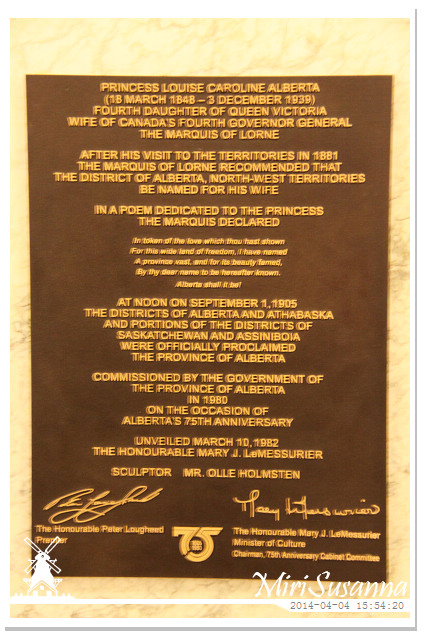 PRINCESS LOUISE CAROLINE ALBERTA
(18 MARCH 1848 – 3 DECEMBER 1939)
FOURTH DAUGHTER OF QUEEN VICTORIA
WIFE OF CANADA'S FOURTH GOVERNOR GENERAL
THE MARQUIS OF LORNE
AFTER HIS VISIT TO THE TERRITORIES IN 1881
THE MARQUIS OF LORNE RECOMMENDED THAT
THE DISTRICT OF ALBERTA, NORTH-WEST TERRITORIES
BE NAMED FOR HIS WIFE
IN A POEM DEDICATED TO THE PRINCESS
THE MARQUIS DECLARED
In token of the love which thou hast shown
For this wide land of freedom, I have named
A province vast, and for its beauty famed,
By thy dear name to be hereafter known.
Alberta shall it be!
AT NOON ON SEPTEMBER 1, 1905
THE DISTRICTS OF ALBERTA AND ATHABASKA
AND PORTIONS OF THE DISTRICTS OF
SASKATCHEWAN AND ASSINIBOIA
WERE OFFICIALLY PROCLAIMED
THE PROVINCE OF ALBERTA
COMMISSIONED BY THE GOVERNMENT OF
THE PROVINCE OF ALBERTA
IN 1980
ON THE OCCASION OF
ALBERTA'S 75TH ANNIVERSARY
UNVEILED MARCH 10, 1982
THE HONOURABLE MARY J. LeMESSURIER
SCULPTOR MR. OLLE HOLMSTEN
Peter Lougheed
Mary LeMessurier
The Honourable Peter Lougheed
Premier
75
The Honourable Mary J. LeMessurier
Minister of Culture
Chairman, 75th Anniversary Cabinet Committee
MiriSusanna
2014-04-04 15:54:20